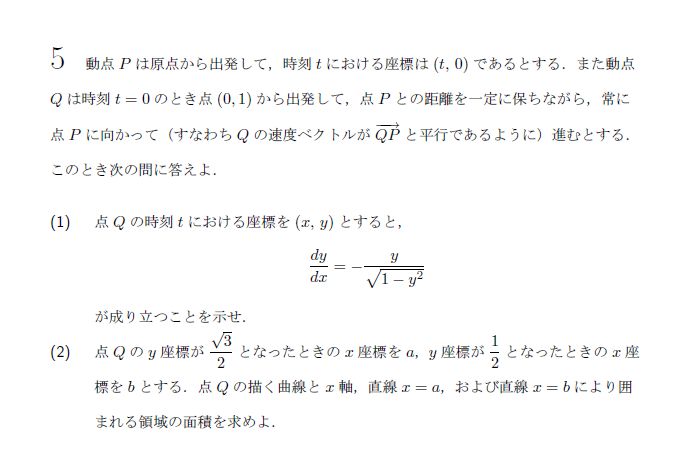 5 動点 P は原点から出発して，時刻 t における座標は (t, 0) であるとする．また動点
Q は時刻 t = 0 のとき点 (0, 1) から出発して，点 P との距離を一定に保ちながら，常に
点 P に向かって（すなわち Q の速度ベクトルが \overrightarrow{QP} と平行であるように）進むとする．
このとき次の問に答えよ．
(1) 点 Q の時刻 t における座標を (x, y) とすると，
\frac{dy}{dx} = -\frac{y}{\sqrt{1 - y^2}}
が成り立つことを示せ．
(2) 点 Q の y 座標が \frac{\sqrt{3}}{2} となったときの x 座標を a，y 座標が \frac{1}{2} となったときの x 座
標を b とする．点 Q の描く曲線と x 軸，直線 x = a，および直線 x = b により囲
まれる領域の面積を求めよ．